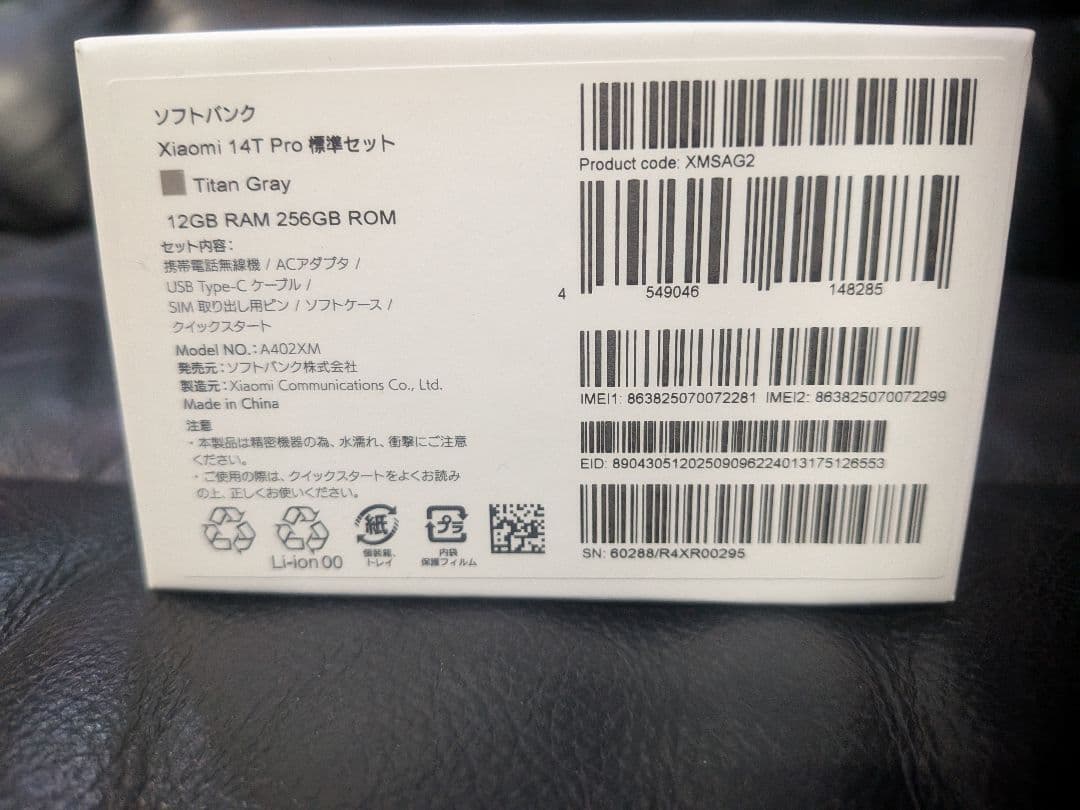 ソフトバンク
Xiaomi 14T Pro 標準セット
Titan Gray
12GB RAM 256GB ROM
セット内容：
携帯電話無線機 / ACアダプタ /
USB Type-C ケーブル /
SIM 取り出し用ピン / ソフトケース /
クイックスタート
Model NO.：A402XM
発売元：ソフトバンク株式会社
製造元：Xiaomi Communications Co., Ltd.
Made in China
注意
・本製品は精密機器の為、水濡れ、衝撃にご注意
ください。
・ご使用の際は、クイックスタートをよくお読み
の上、正しくお使いください。
Li-ion 00
紙
個装箱、
トレイ
プラ
内袋
保護フィルム
Product code: XMSAG2
4 549046 148285
IMEI1: 863825070072281 IMEI2: 863825070072299
EID: 89043051202509096224013175126553
SN: 60288/R4XR00295